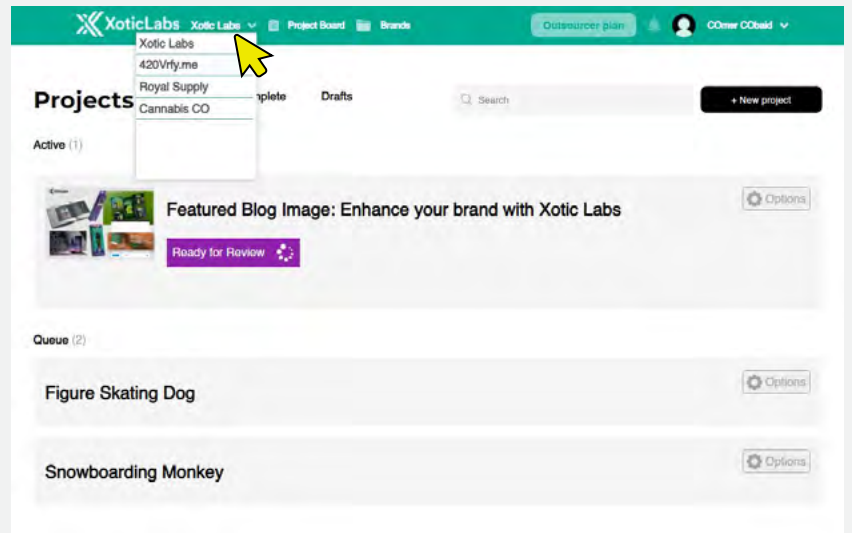 XoticLabs Xotic Labs Project Board Brands Outsourcer plan COmer CObaid
Xotic Labs
420Vrfy.me
Royal Supply
Cannabis CO
Projects Drafts Search + New project
Active (1)
Featured Blog Image: Enhance your brand with Xotic Labs Options
Ready for Review
Queue (2)
Figure Skating Dog Options
Snowboarding Monkey Options